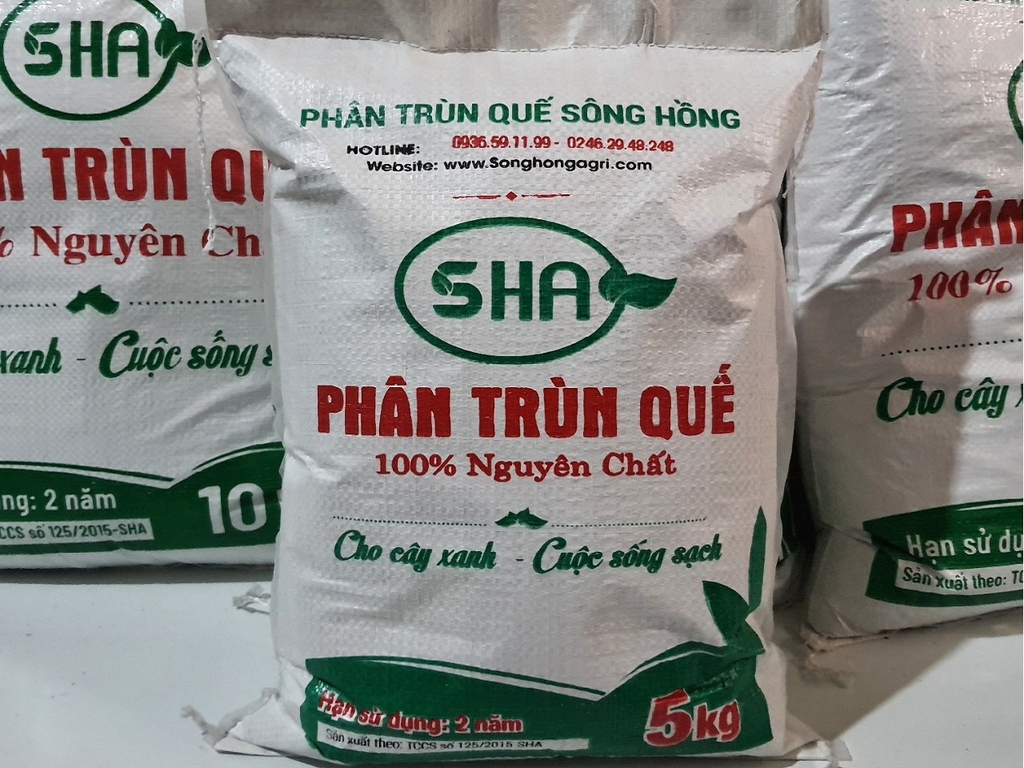 PHÂN TRÙN QUẾ SÔNG HỒNG
HOTLINE: 0936.59.11.99 - 0246.29.48.248
Website: www.Songhongagri.com
SHA
PHÂN TRÙN QUẾ
100% Nguyên Chất
Cho cây xanh - Cuộc sống sạch
Hạn sử dụng: 2 năm
Sản xuất theo: TCCS số 125/2015-SHA
5kg
SHA
N TRÙN QU
% Nguyên Ch
xanh - Cuộc sống s
ng: 2 năm
TCCS số 125/2015-SHA
10
PHÂN
100%
Cho cây x
Hạn sử dụ
Sản xuất theo: TC